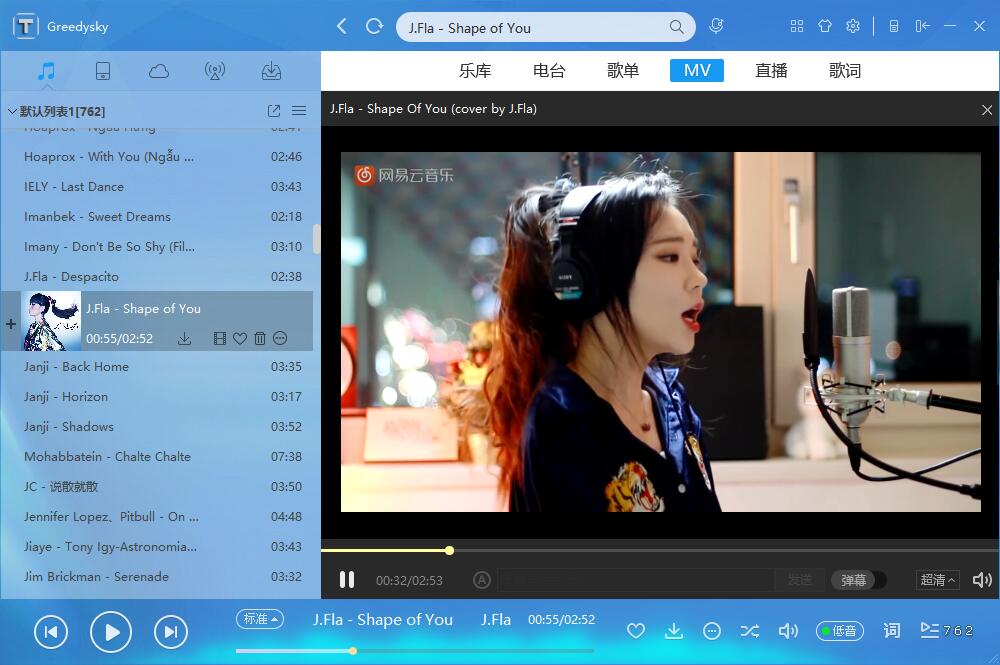 T Greedysky
J.Fla - Shape of You
乐库 电台 歌单 MV 直播 歌词
默认列表1[762]
J.Fla - Shape Of You (cover by J.Fla)
Hoaprox - Ngau Hung 02:41
Hoaprox - With You (Ngẫu ... 02:46
IELY - Last Dance 03:43
Imanbek - Sweet Dreams 02:18
Imany - Don't Be So Shy (Fil... 03:10
J.Fla - Despacito 02:38
J.Fla - Shape of You
00:55/02:52
Janji - Back Home 03:35
Janji - Horizon 03:17
Janji - Shadows 03:52
Mohabbatein - Chalte Chalte 07:38
JC - 说散就散 03:50
Jennifer Lopez、Pitbull - On ... 04:48
Jiaye - Tony Igy-Astronomia... 03:43
Jim Brickman - Serenade 03:32
网易云音乐
SONY
00:32/02:53 A 发送 弹幕 超清
标准 J.Fla - Shape of You J.Fla 00:55/02:52 低音 词 762